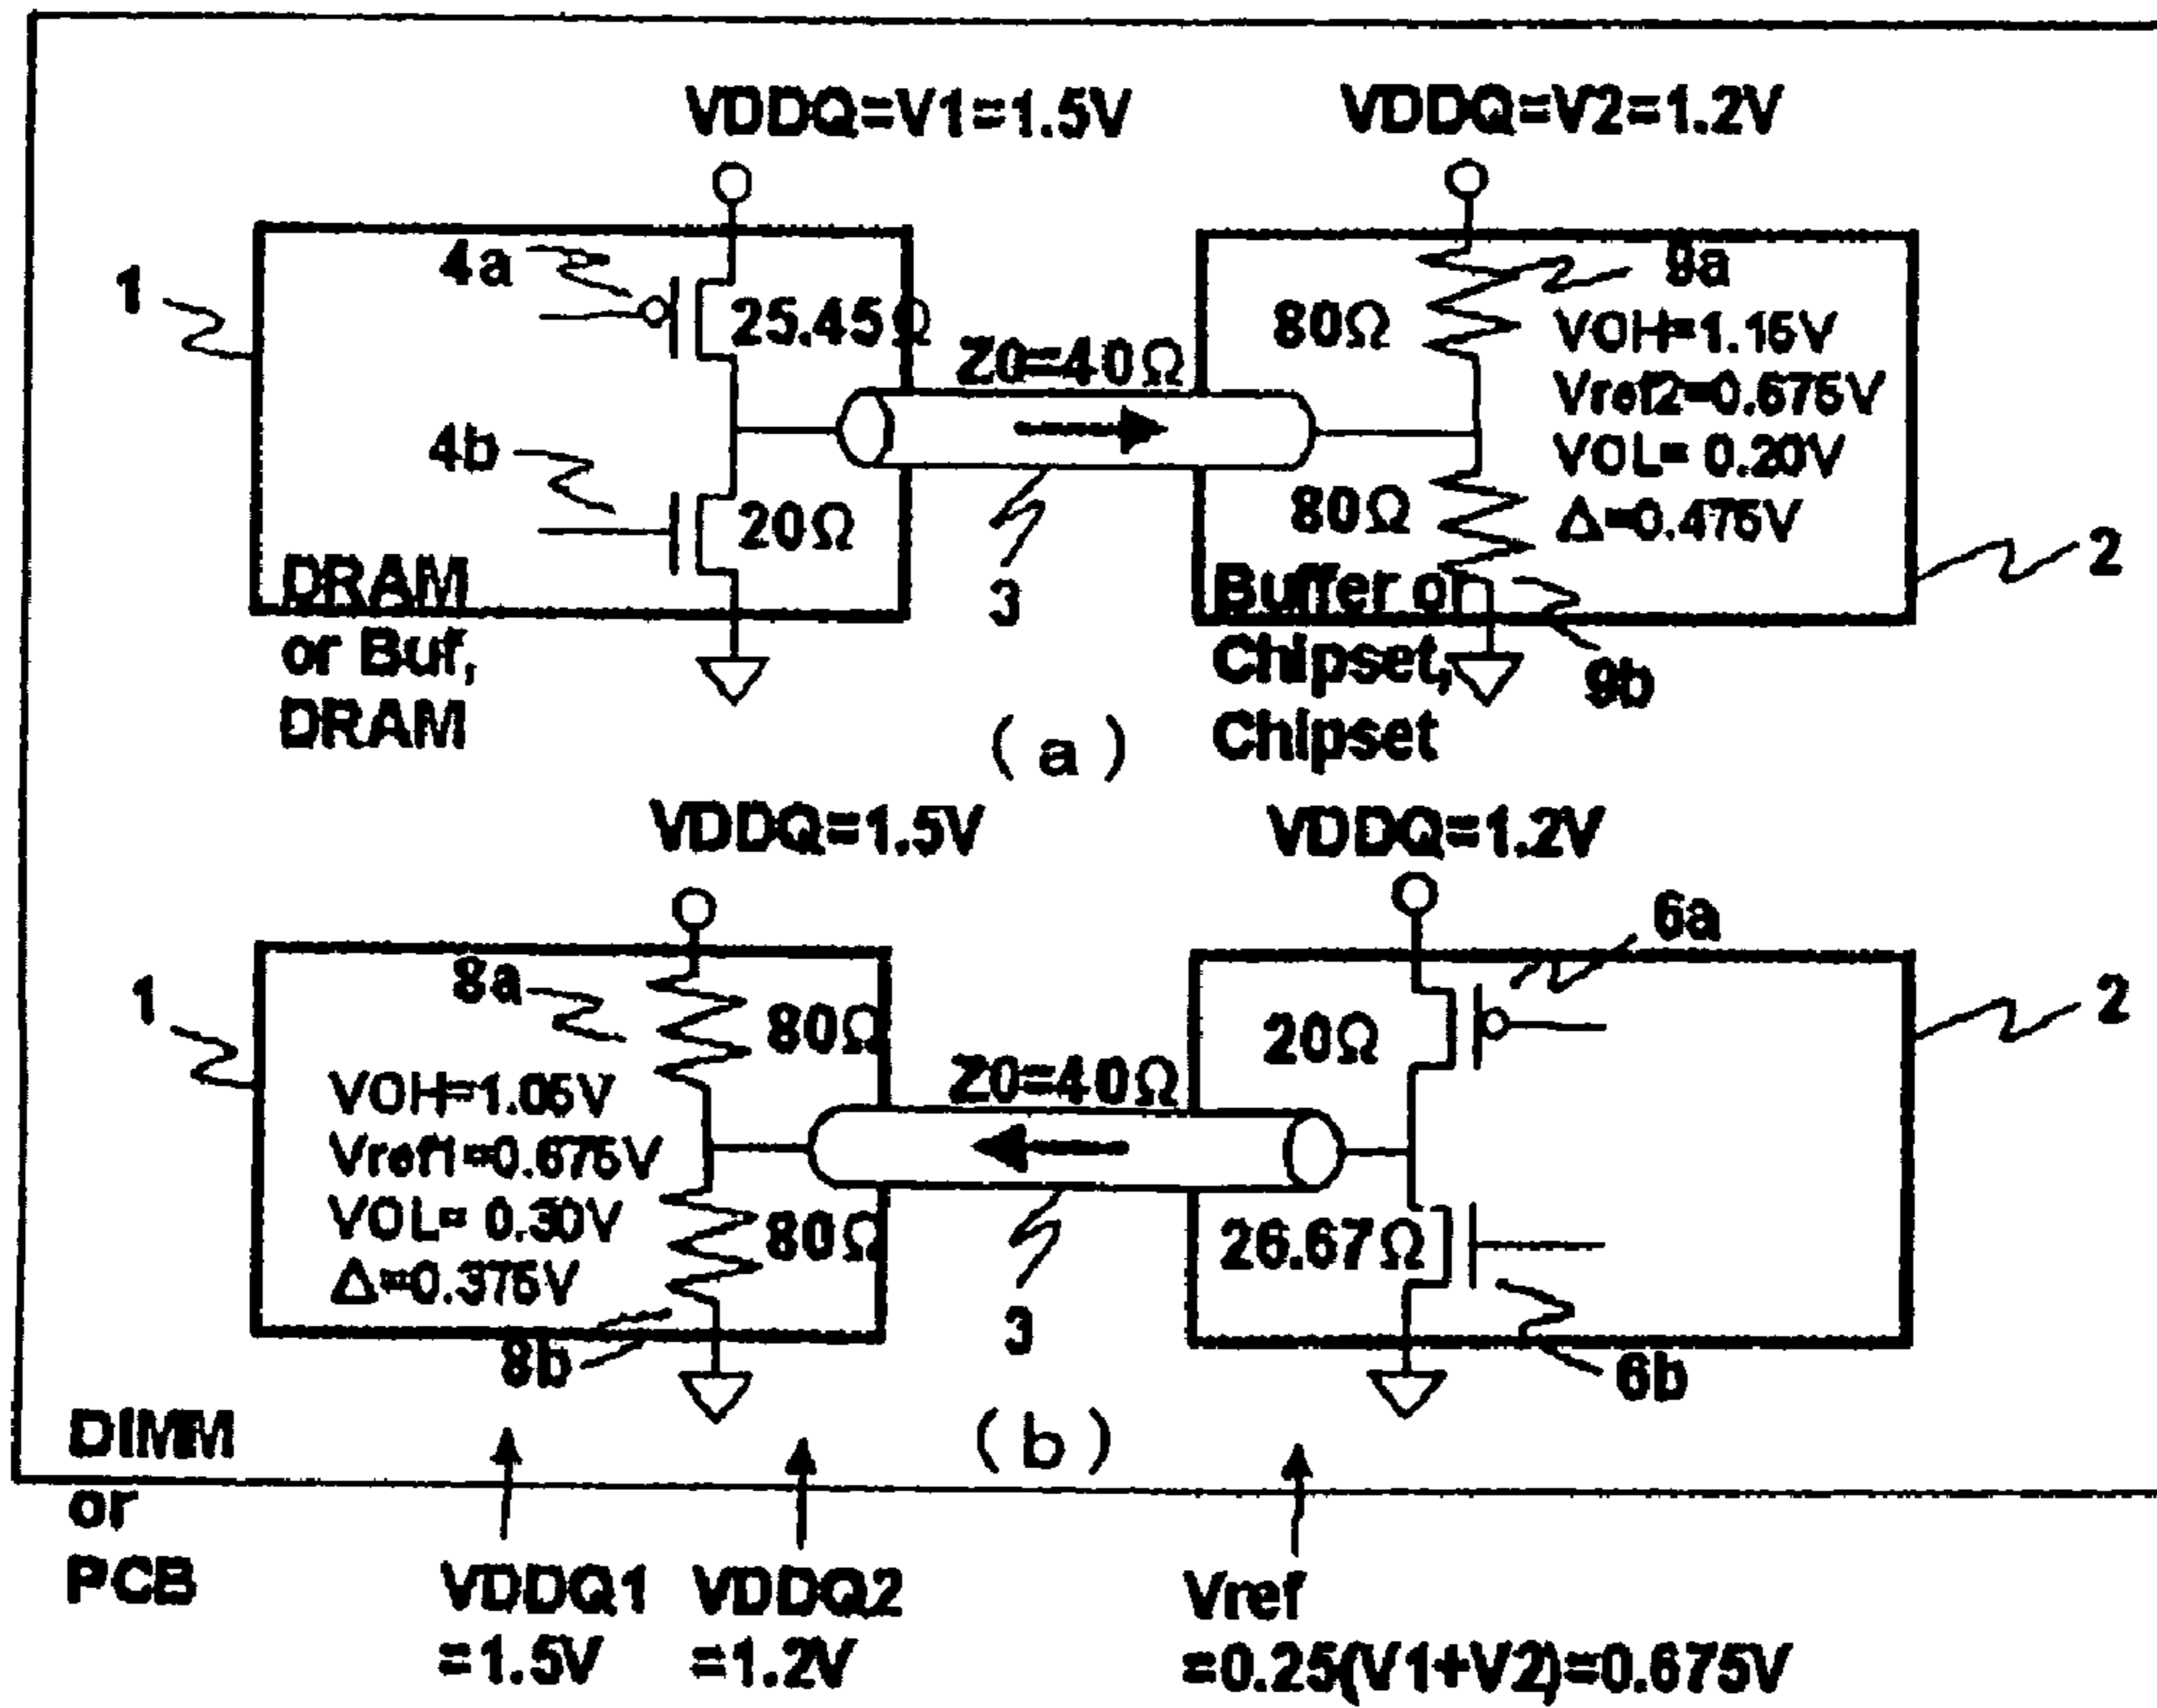 VDDQ=V1=1.5V
VDDQ=V2=1.2V
1
4a
25.45Ω
4b
20Ω
DRAM
or Buf,
DRAM
Z0=40Ω
3
80Ω
9a
VOH=1.15V
Vref2=0.675V
VOL= 0.20V
Δ=0.475V
80Ω
2
Buffer or
Chipset,
Chipset
9b
(a)
VDDQ=1.5V
VDDQ=1.2V
1
8a
80Ω
VOH=1.05V
Vref1=0.675V
VOL= 0.30V
Δ=0.375V
80Ω
8b
Z0=40Ω
3
6a
20Ω
2
26.67Ω
6b
(b)
DIMM
or
PCB
VDDQ1
=1.5V
VDDQ2
=1.2V
Vref
=0.25(V1+V2)=0.675V